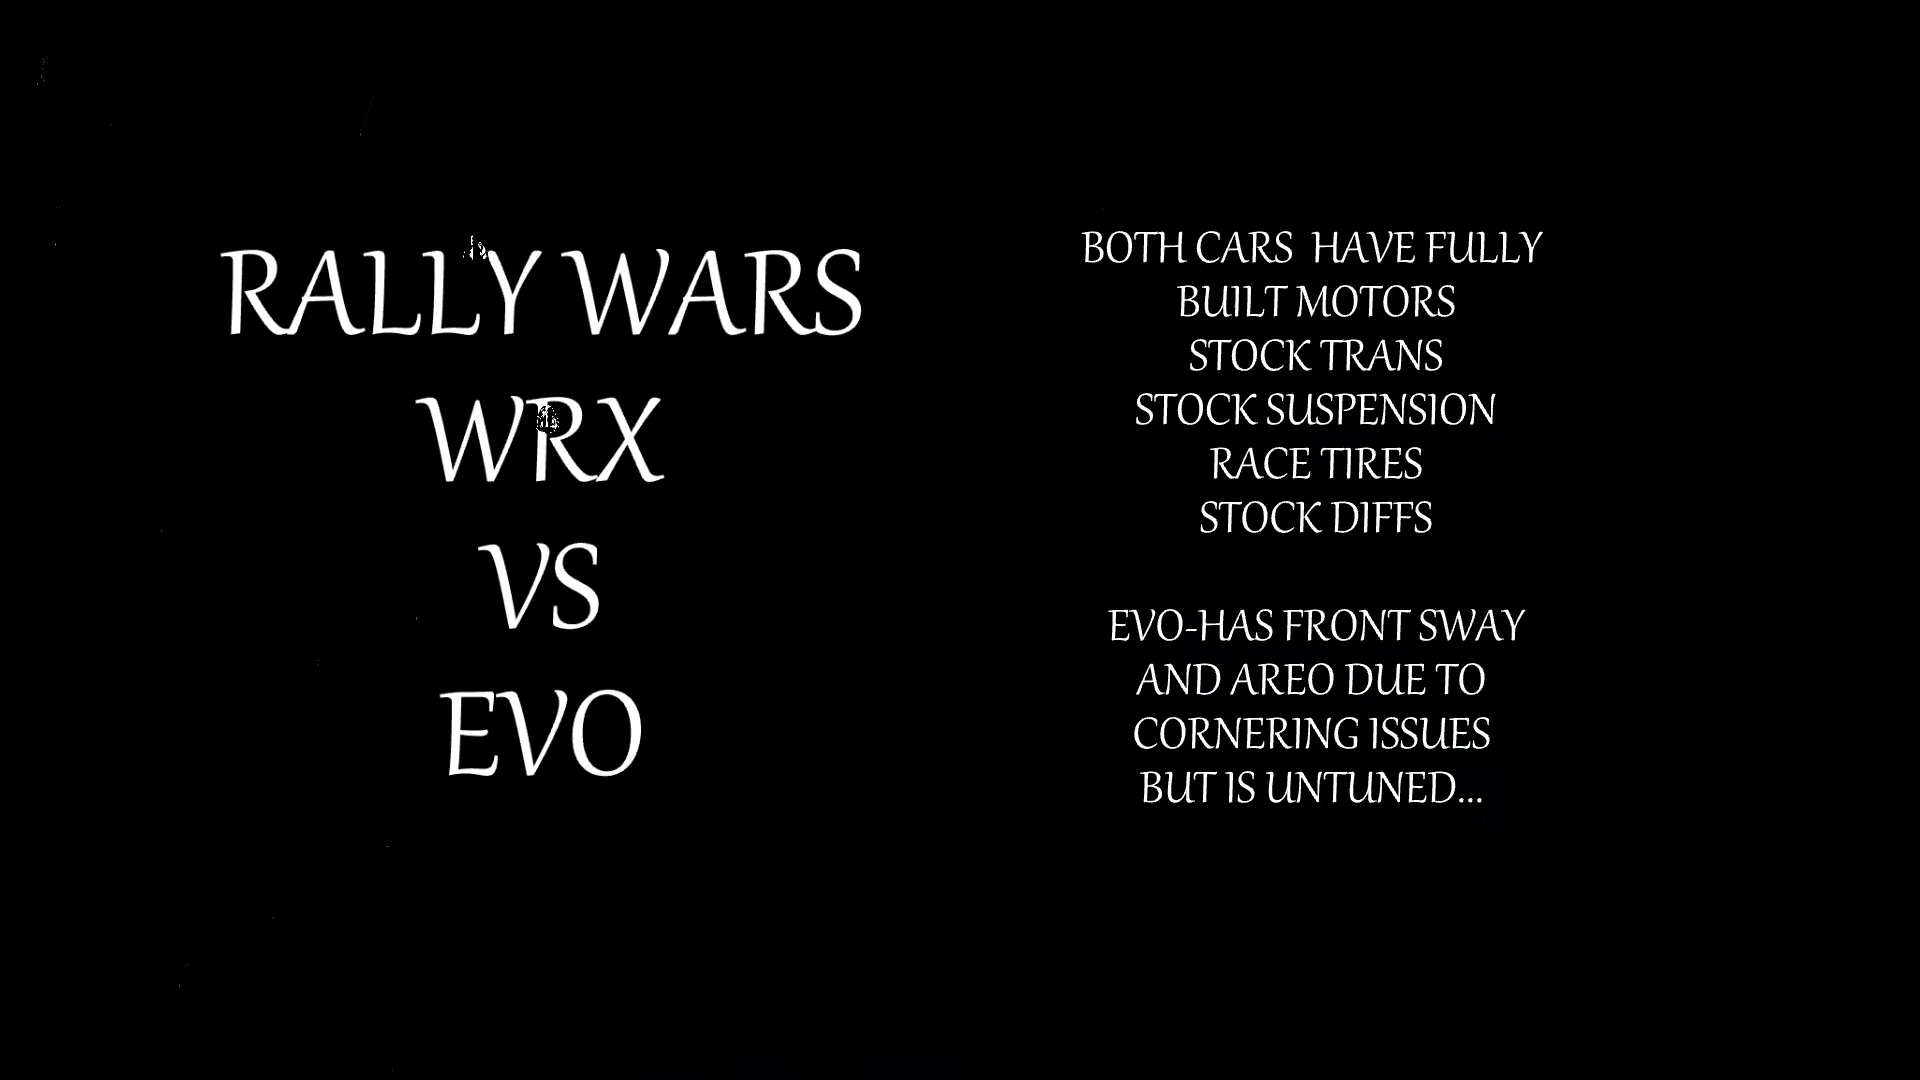 RALLY WARS
WRX
VS
EVO
BOTH CARS  HAVE FULLY
BUILT MOTORS
STOCK TRANS
STOCK SUSPENSION
RACE TIRES
STOCK DIFFS
EVO-HAS FRONT SWAY
AND AREO DUE TO
CORNERING ISSUES
BUT IS UNTUNED...